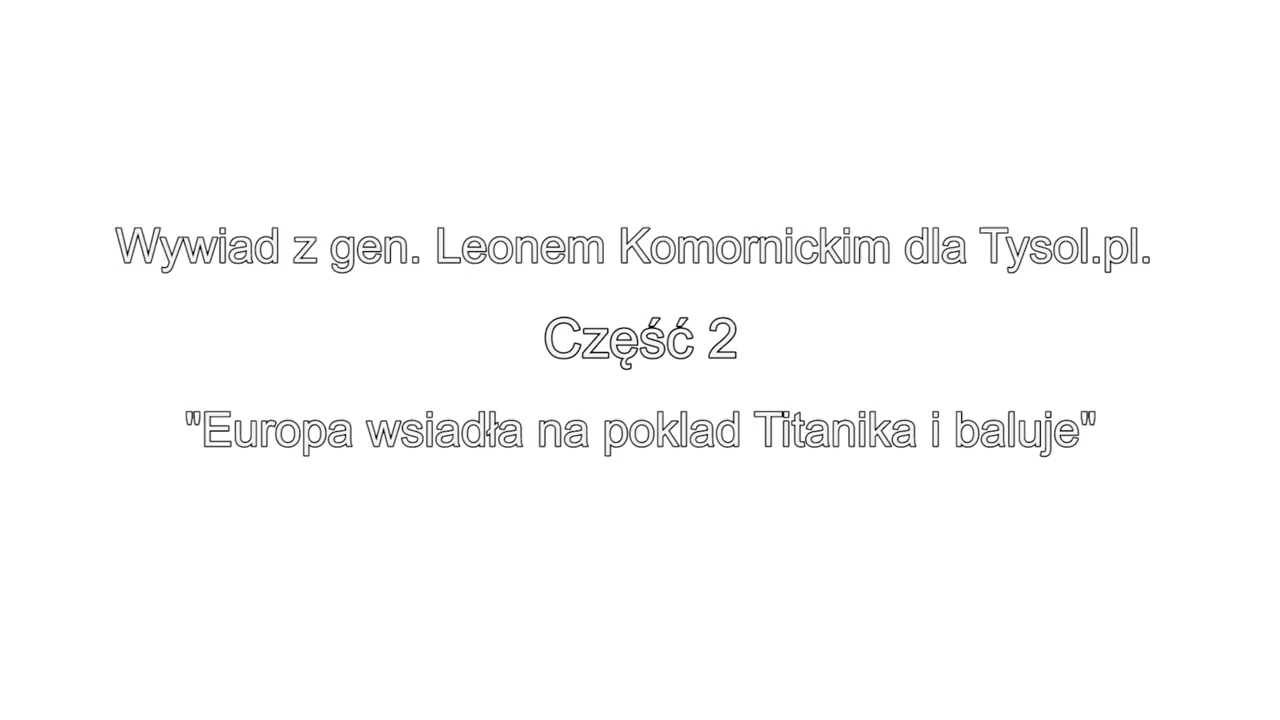 Wywiad z gen. Leonem Komornickim dla Tysol.pl.
Część 2
"Europa wsiadła na poklad Titanika i baluje"